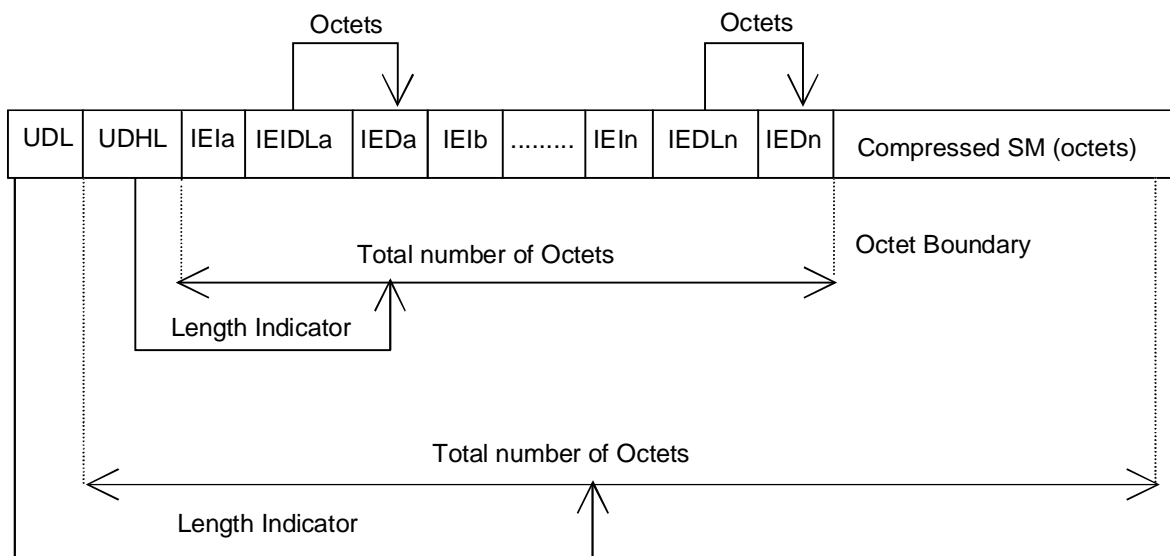 Octets Octets
UDL UDHL IEIa IEIDLa IEDa IEIb ......... IEIn IEDLn IEDn Compressed SM (octets)
Total number of Octets Octet Boundary
Length Indicator
Total number of Octets
Length Indicator